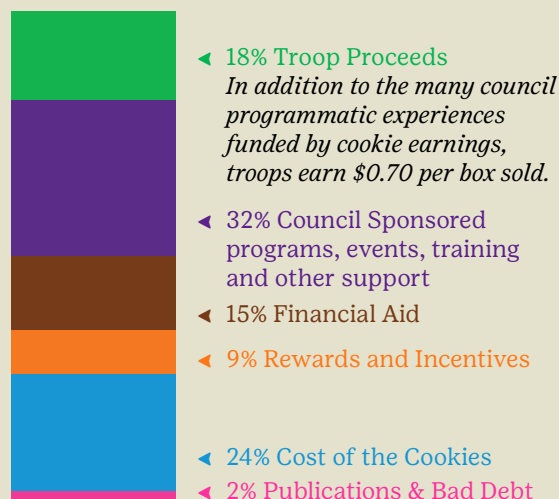 18% Troop Proceeds
In addition to the many council
programmatic experiences
funded by cookie earnings,
troops earn $0.70 per box sold.
32% Council Sponsored
programs, events, training
and other support
15% Financial Aid
9% Rewards and Incentives
24% Cost of the Cookies
2% Publications & Bad Debt